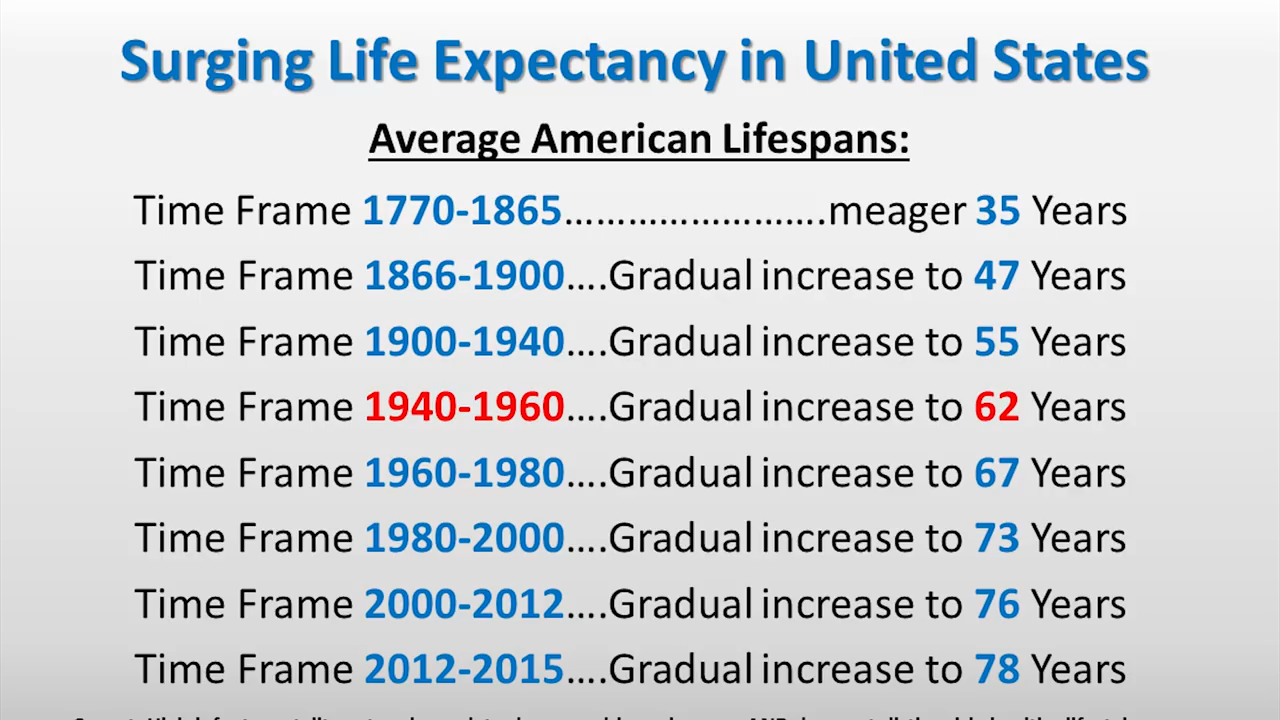 Surging Life Expectancy in United States
Average American Lifespans:
Time Frame 1770-1865…………………….meager 35 Years
Time Frame 1866-1900….Gradual increase to 47 Years
Time Frame 1900-1940….Gradual increase to 55 Years
Time Frame 1940-1960….Gradual increase to 62 Years
Time Frame 1960-1980….Gradual increase to 67 Years
Time Frame 1980-2000….Gradual increase to 73 Years
Time Frame 2000-2012….Gradual increase to 76 Years
Time Frame 2012-2015….Gradual increase to 78 Years